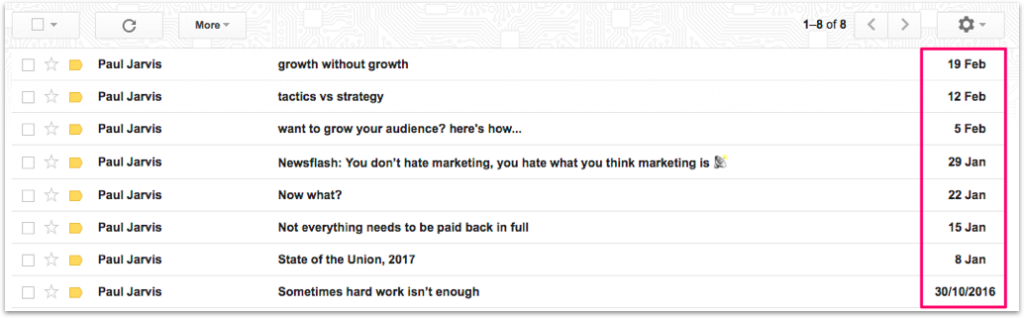 More 1–8 of 8
Paul Jarvis growth without growth 19 Feb
Paul Jarvis tactics vs strategy 12 Feb
Paul Jarvis want to grow your audience? here's how... 5 Feb
Paul Jarvis Newsflash: You don't hate marketing, you hate what you think marketing is 📡 29 Jan
Paul Jarvis Now what? 22 Jan
Paul Jarvis Not everything needs to be paid back in full 15 Jan
Paul Jarvis State of the Union, 2017 8 Jan
Paul Jarvis Sometimes hard work isn't enough 30/10/2016